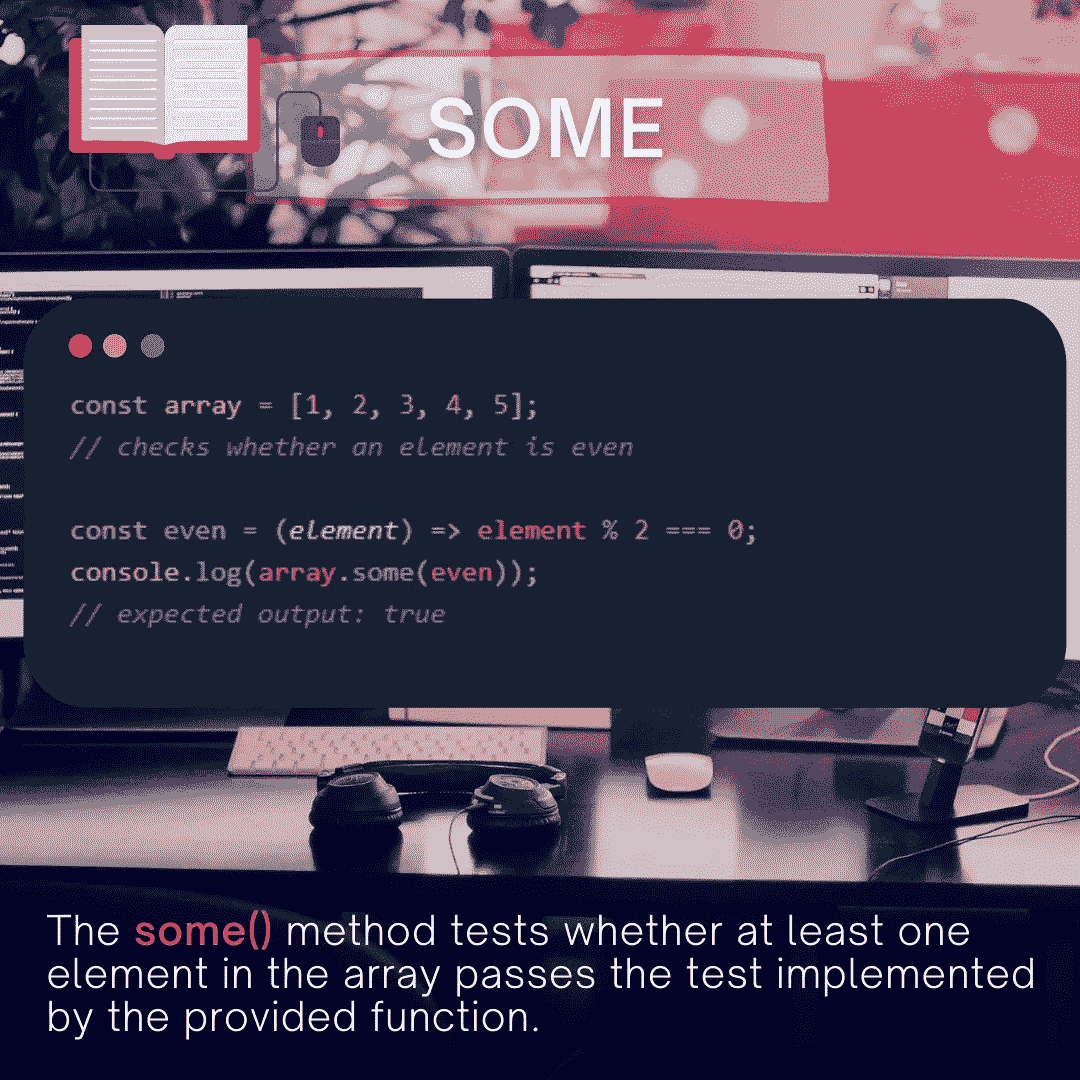 SOME
const array = [1, 2, 3, 4, 5];
// checks whether an element is even
const even = (element) => element % 2 === 0;
console.log(array.some(even));
// expected output: true
The some() method tests whether at least one
element in the array passes the test implemented
by the provided function.